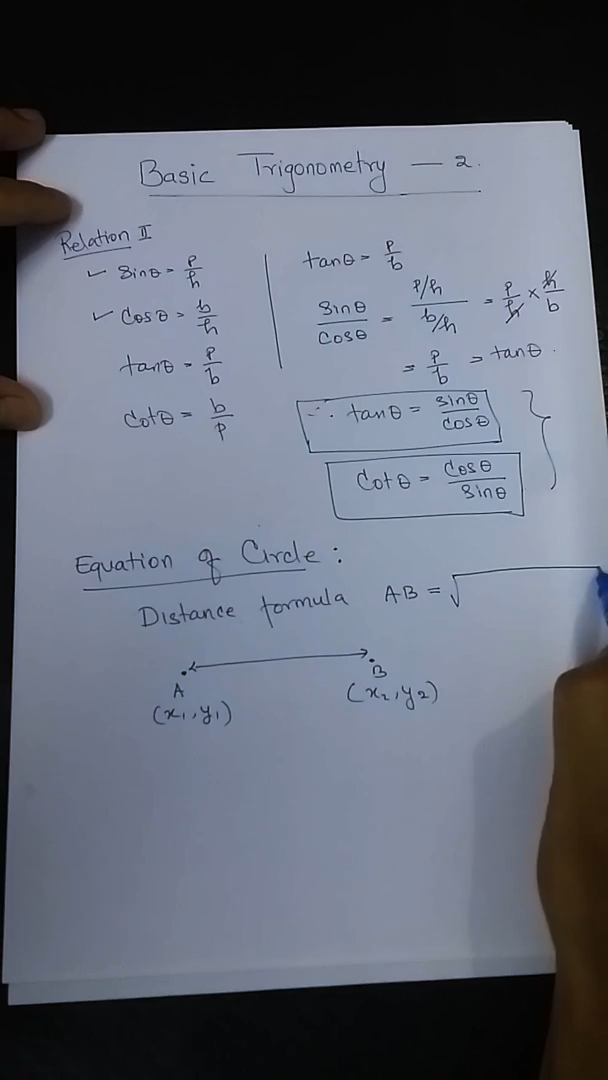 Basic Trigonometry — 2.
Relation II
✓ Sinθ = p/h
✓ Cosθ = b/h
tanθ = p/b
Cotθ = b/p
tanθ = p/b
Sinθ/Cosθ = (p/h)/(b/h) = p/h × h/b
= p/b = tanθ.
∴ tanθ = Sinθ/Cosθ
Cotθ = Cosθ/Sinθ
Equation of Circle :
Distance formula AB = √
A B
(x₁, y₁) (x₂, y₂)